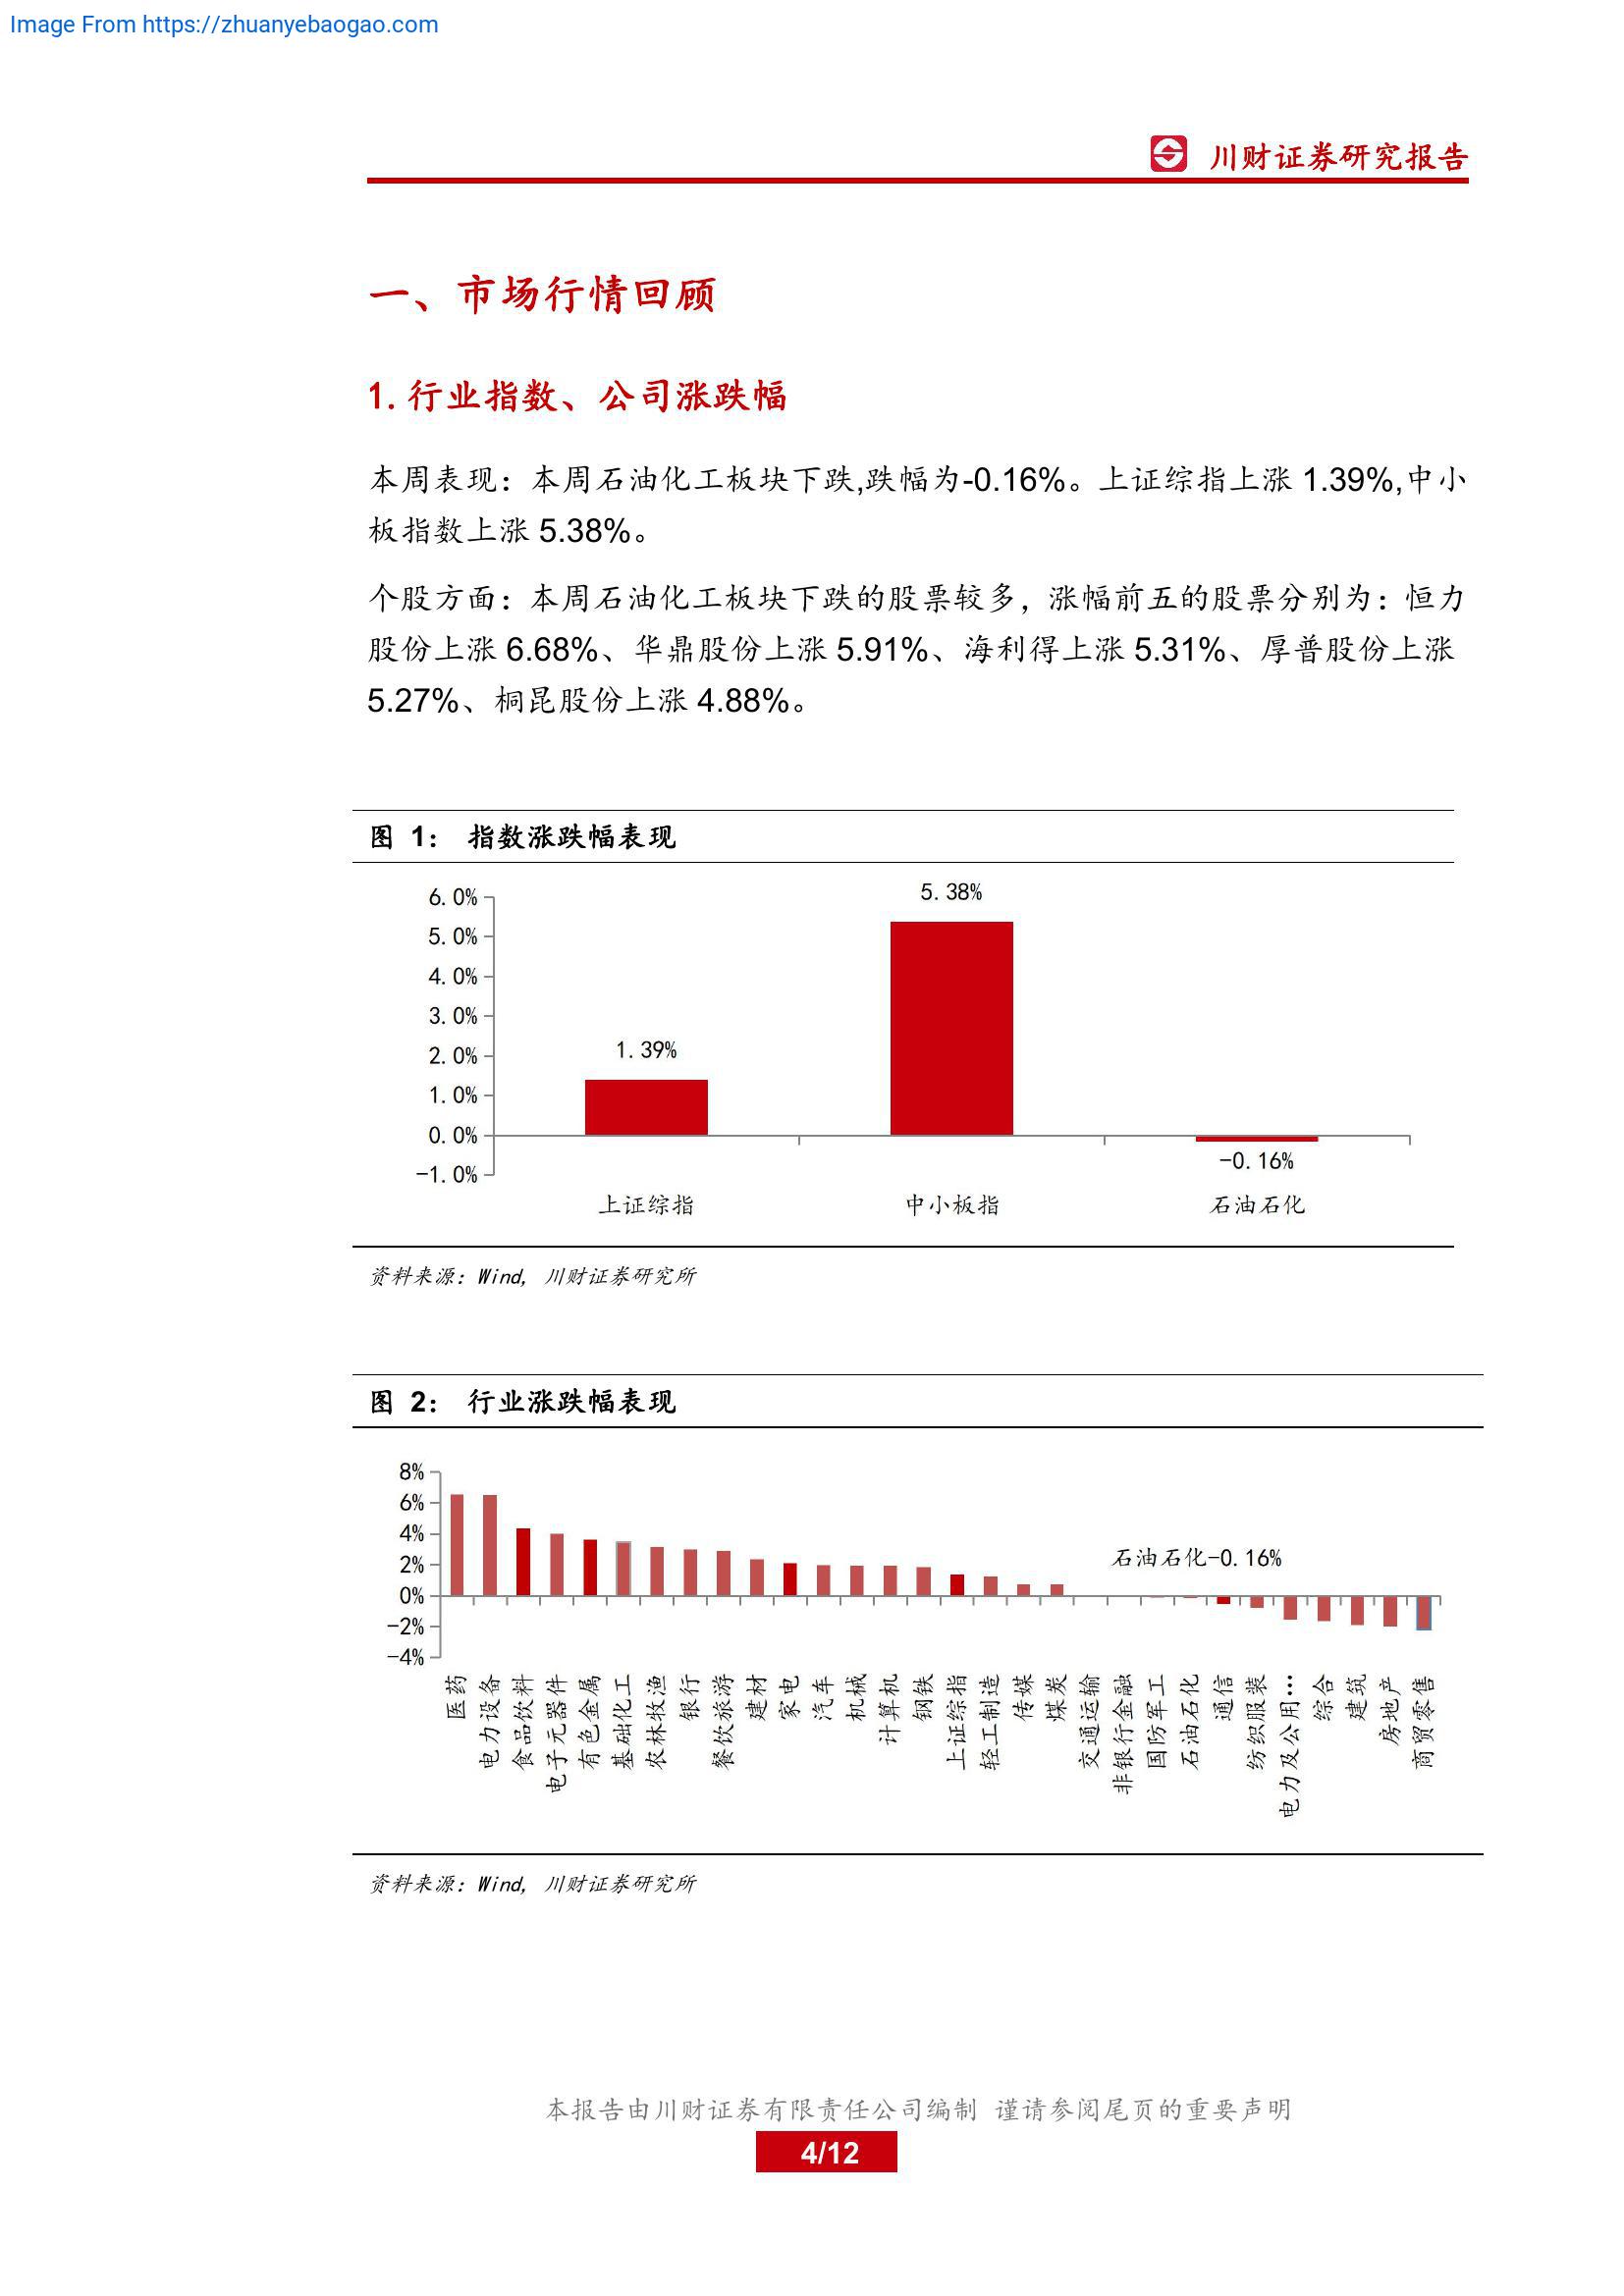 Image From https://zhuanyebaogao.com
川财证券研究报告
一、市场行情回顾
1. 行业指数、公司涨跌幅
本周表现：本周石油化工板块下跌,跌幅为-0.16%。上证综指上涨 1.39%,中小
板指数上涨 5.38%。
个股方面：本周石油化工板块下跌的股票较多，涨幅前五的股票分别为：恒力
股份上涨 6.68%、华鼎股份上涨 5.91%、海利得上涨 5.31%、厚普股份上涨
5.27%、桐昆股份上涨 4.88%。
图 1： 指数涨跌幅表现
6.0%
5.0%
4.0%
3.0%
2.0%
1.0%
0.0%
-1.0%
1.39%
5.38%
-0.16%
上证综指
中小板指
石油石化
资料来源：Wind, 川财证券研究所
图 2： 行业涨跌幅表现
8%
6%
4%
2%
0%
-2%
-4%
石油石化-0.16%
医药
电力设备
食品饮料
电子元器件
有色金属
基础化工
农林牧渔
银行
餐饮旅游
建材
家电
汽车
机械
计算机
钢铁
上证综指
轻工制造
传媒
煤炭
交通运输
非银行金融
国防军工
石油石化
通信
纺织服装
电力及公用…
综合
建筑
房地产
商贸零售
资料来源：Wind, 川财证券研究所
本报告由川财证券有限责任公司编制 谨请参阅尾页的重要声明
4/12